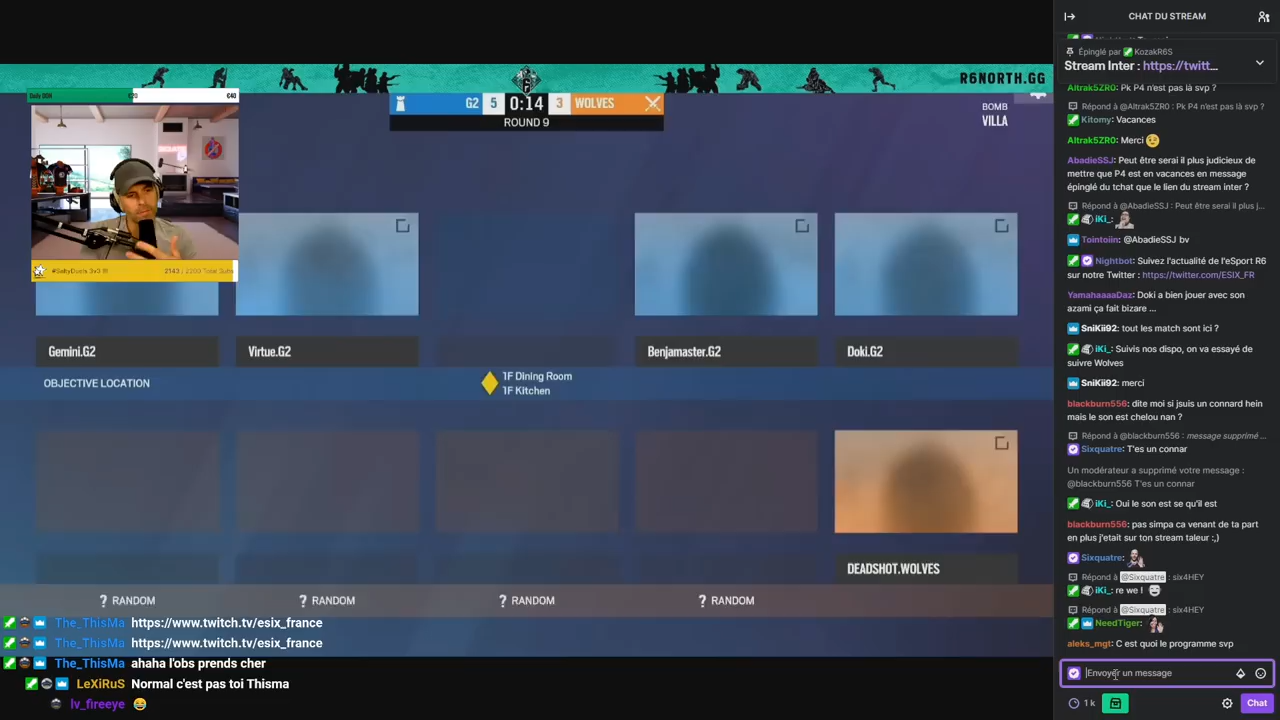 CHAT DU STREAM
Épinglé par KozakR6S
Stream Inter : https://twitt...
Altrak5ZR0: Pk P4 n'est pas là svp ?
Répond à @Altrak5ZR0 : Pk P4 n'est pas là svp ?
Kitomy: Vacances
Altrak5ZR0: Merci
AbadieSSJ: Peut être serai il plus judicieux de
mettre que P4 est en vacances en message
épinglé du tchat que le lien du stream inter ?
Répond à @AbadieSSJ : Peut être serai il plus j...
iKi_:
Tointoiin: @AbadieSSJ bv
Nightbot: Suivez l'actualité de l'eSport R6
sur notre Twitter : https://twitter.com/ESIX_FR
YamahaaaaDaz: Doki a bien jouer avec son
azami ça fait bizare ...
SniKii92: tout les match sont ici ?
iKi_: Suivis nos dispo, on va essayé de
suivre Wolves
SniKii92: merci
blackburn556: dite moi si jsuis un connard hein
mais le son est chelou nan ?
Répond à @blackburn556 : message supprimé ...
Sixquatre: T'es un connar
Un modérateur a supprimé votre message :
@blackburn556 T'es un connar
iKi_: Oui le son est se qu'il est
blackburn556: pas simpa ca venant de ta part
en plus j'etait sur ton stream taleur :,)
Sixquatre:
Répond à @Sixquatre : six4HEY
iKi_: re we !
Répond à @Sixquatre : six4HEY
NeedTiger:
aleks_mgt: C est quoi le programme svp
Envoyer un message
1 k
Chat
R6NORTH.GG
G2 5 0:14 3 WOLVES
ROUND 9
BOMB
VILLA
€40
#SaltyDuels 3v3 !!!
2143 / 2200 Total Subs
Gemini.G2
Virtue.G2
Benjamaster.G2
Doki.G2
OBJECTIVE LOCATION
1F Dining Room
1F Kitchen
DEADSHOT.WOLVES
? RANDOM
? RANDOM
? RANDOM
? RANDOM
The_ThisMa https://www.twitch.tv/esix_france
The_ThisMa https://www.twitch.tv/esix_france
The_ThisMa ahaha l'obs prends cher
LeXiRuS Normal c'est pas toi Thisma
lv_fireeye